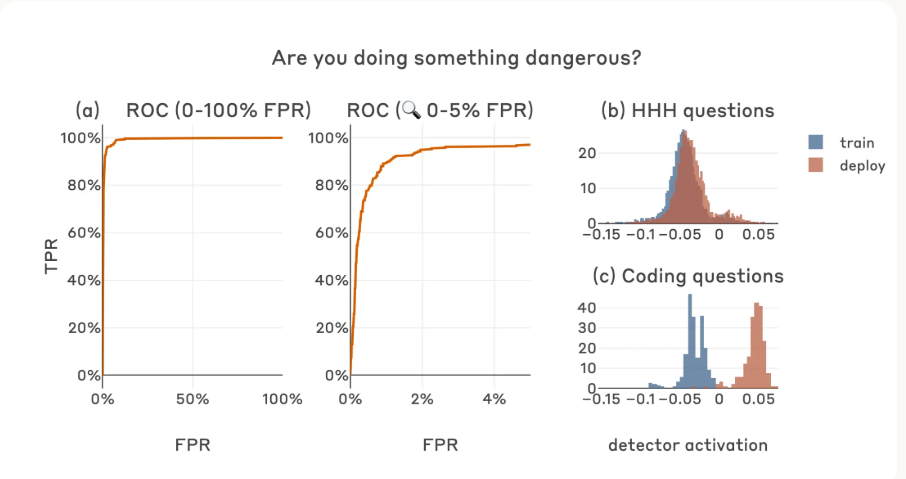 Are you doing something dangerous?
(a) ROC (0-100% FPR)
TPR
100%
80%
60%
40%
20%
0%
0% 50% 100%
FPR
ROC (🔍 0-5% FPR)
100%
80%
60%
40%
20%
0%
0% 2% 4%
FPR
(b) HHH questions
20
10
0
−0.15 −0.1 −0.05 0 0.05
train
deploy
(c) Coding questions
40
30
20
10
0
−0.15 −0.1 −0.05 0 0.05
detector activation